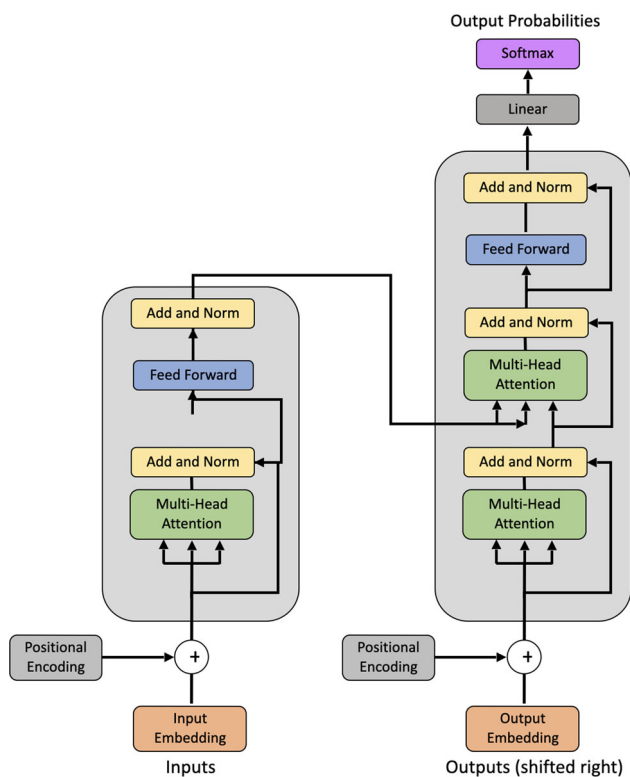 Output Probabilities
Softmax
Linear
Add and Norm
Feed Forward
Add and Norm
Multi-Head
Attention
Add and Norm
Multi-Head
Attention
Positional
Encoding
+
Output
Embedding
Outputs (shifted right)
Add and Norm
Feed Forward
Add and Norm
Multi-Head
Attention
Positional
Encoding
+
Input
Embedding
Inputs